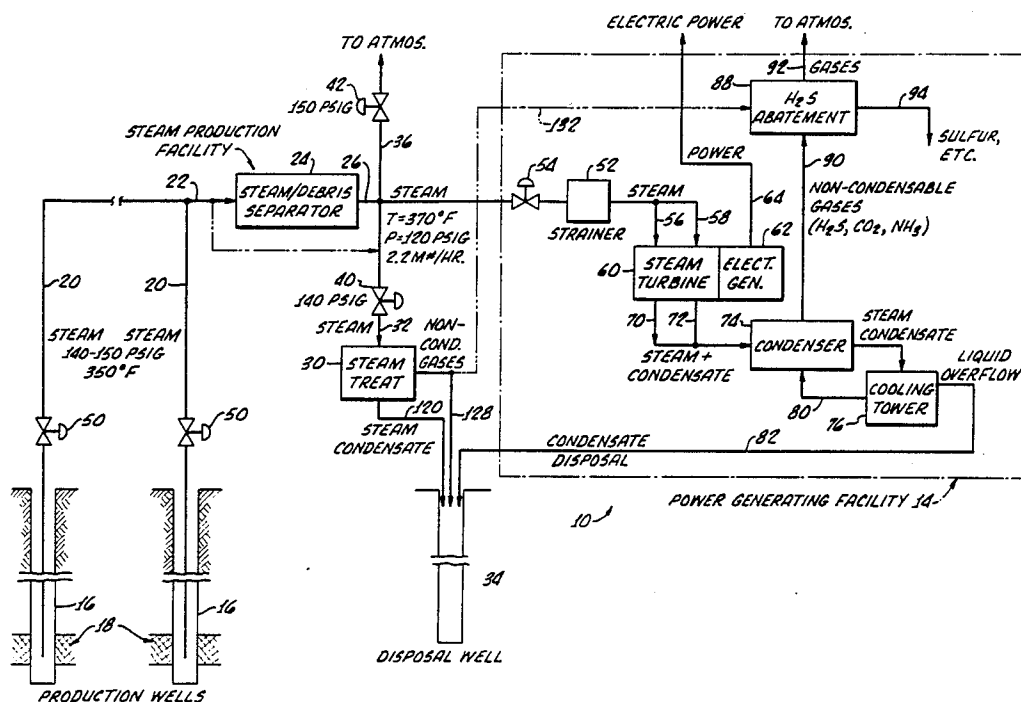 ELECTRIC POWER
TO ATMOS.
TO ATMOS.
92
GASES
88
H2S
ABATEMENT
94
SULFUR,
ETC.
42
150 PSIG
132
STEAM PRODUCTION
FACILITY
36
54
52
POWER
90
22
24
26
STEAM/DEBRIS
SEPARATOR
STEAM
STEAM
NON-CONDENSABLE
GASES
(H2S, CO2, NH3)
T=370°F
P=120 PSIG
2.2M#/HR.
STRAINER
56
58
64
62
20
20
40
140 PSIG
60
STEAM
TURBINE
ELECT.
GEN.
STEAM
140-150 PSIG
350°F
STEAM
STEAM
32
NON-
COND.
GASES
70
72
74
CONDENSER
STEAM
CONDENSATE
30
STEAM
TREAT
STEAM +
CONDENSATE
LIQUID
OVERFLOW
COOLING
TOWER
120
128
80
76
STEAM
CONDENSATE
50
50
CONDENSATE
DISPOSAL
82
POWER GENERATING FACILITY 14
10
34
16
16
18
DISPOSAL WELL
PRODUCTION WELLS